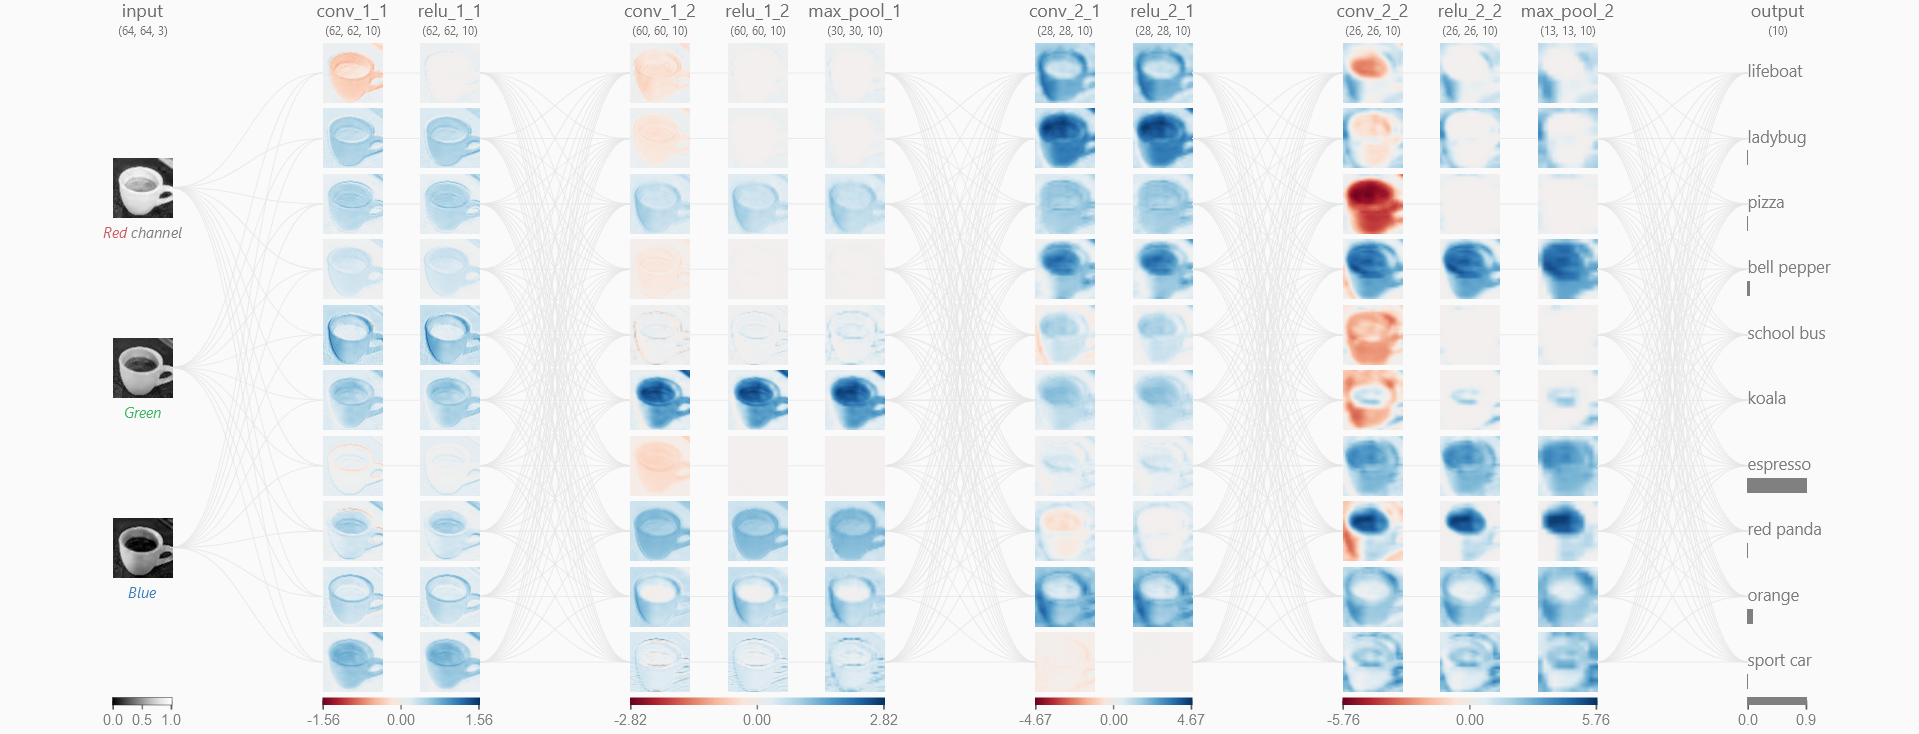 input conv_1_1 relu_1_1 conv_1_2 relu_1_2 max_pool_1 conv_2_1 relu_2_1 conv_2_2 relu_2_2 max_pool_2 output
(64, 64, 3) (62, 62, 10) (62, 62, 10) (60, 60, 10) (60, 60, 10) (30, 30, 10) (28, 28, 10) (28, 28, 10) (26, 26, 10) (26, 26, 10) (13, 13, 10) (10)
lifeboat
ladybug
pizza
Red channel
bell pepper
school bus
koala
Green
espresso
red panda
Blue
orange
sport car
0.0 0.5 1.0 -1.56 0.00 1.56 -2.82 0.00 2.82 -4.67 0.00 4.67 -5.76 0.00 5.76 0.0 0.9